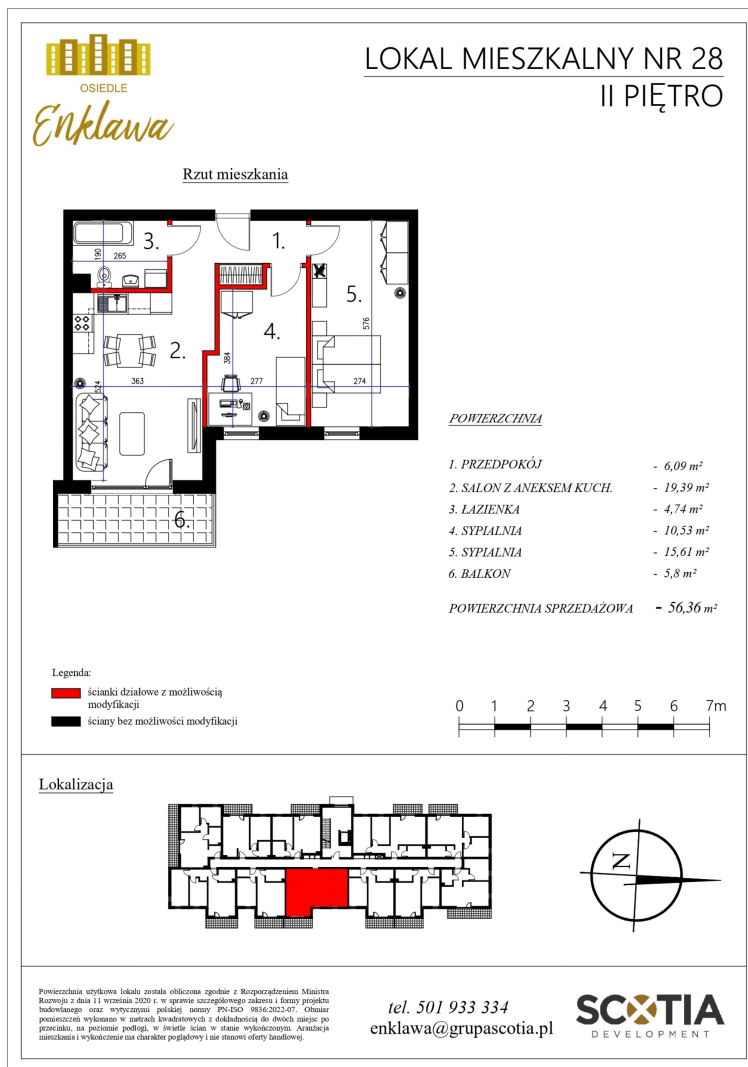 OSIEDLE
Enklawa
LOKAL MIESZKALNY NR 28
II PIĘTRO
Rzut mieszkania
3.
1.
190
265
5.
576
4.
2.
384
524
363
277
274
6.
POWIERZCHNIA
1. PRZEDPOKÓJ - 6,09 m²
2. SALON Z ANEKSEM KUCH. - 19,39 m²
3. ŁAZIENKA - 4,74 m²
4. SYPIALNIA - 10,53 m²
5. SYPIALNIA - 15,61 m²
6. BALKON - 5,8 m²
POWIERZCHNIA SPRZEDAŻOWA - 56,36 m²
Legenda:
ścianki działowe z możliwością
modyfikacji
ściany bez możliwości modyfikacji
0 1 2 3 4 5 6 7m
Lokalizacja
N
Powierzchnia użytkowa lokalu została obliczona zgodnie z Rozporządzeniem Ministra
Rozwoju z dnia 11 września 2020 r. w sprawie szczegółowego zakresu i formy projektu
budowlanego oraz wytycznymi polskiej normy PN-ISO 9836:2022-07. Obmiar
pomieszczeń wykonano w metrach kwadratowych z dokładnością do dwóch miejsc po
przecinku, na poziomie podłogi, w świetle ścian w stanie wykończonym. Aranżacja
mieszkania i wykończenie ma charakter poglądowy i nie stanowi oferty handlowej.
tel. 501 933 334
enklawa@grupascotia.pl
SCOTIA
DEVELOPMENT